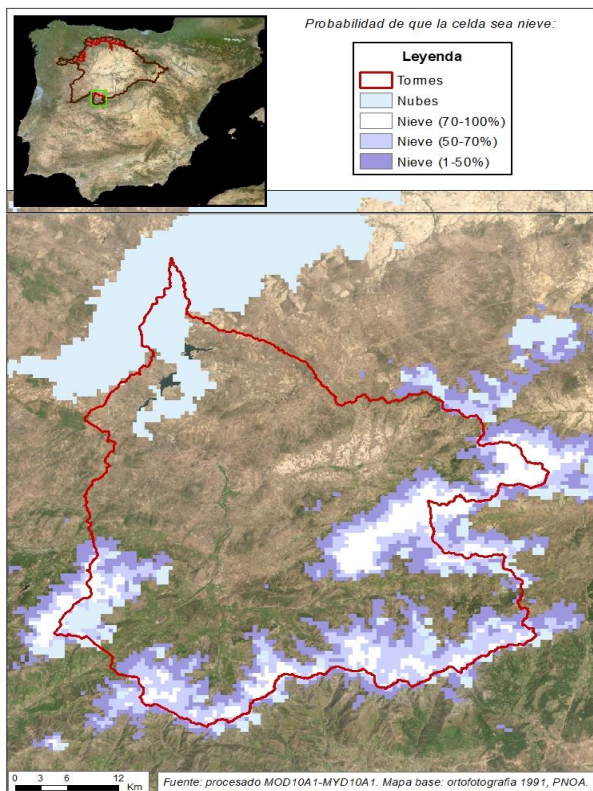 Probabilidad de que la celda sea nieve:
Leyenda
Tormes
Nubes
Nieve (70-100%)
Nieve (50-70%)
Nieve (1-50%)
0 3 6 12
Km
Fuente: procesado MOD10A1-MYD10A1. Mapa base: ortofotografía 1991, PNOA.